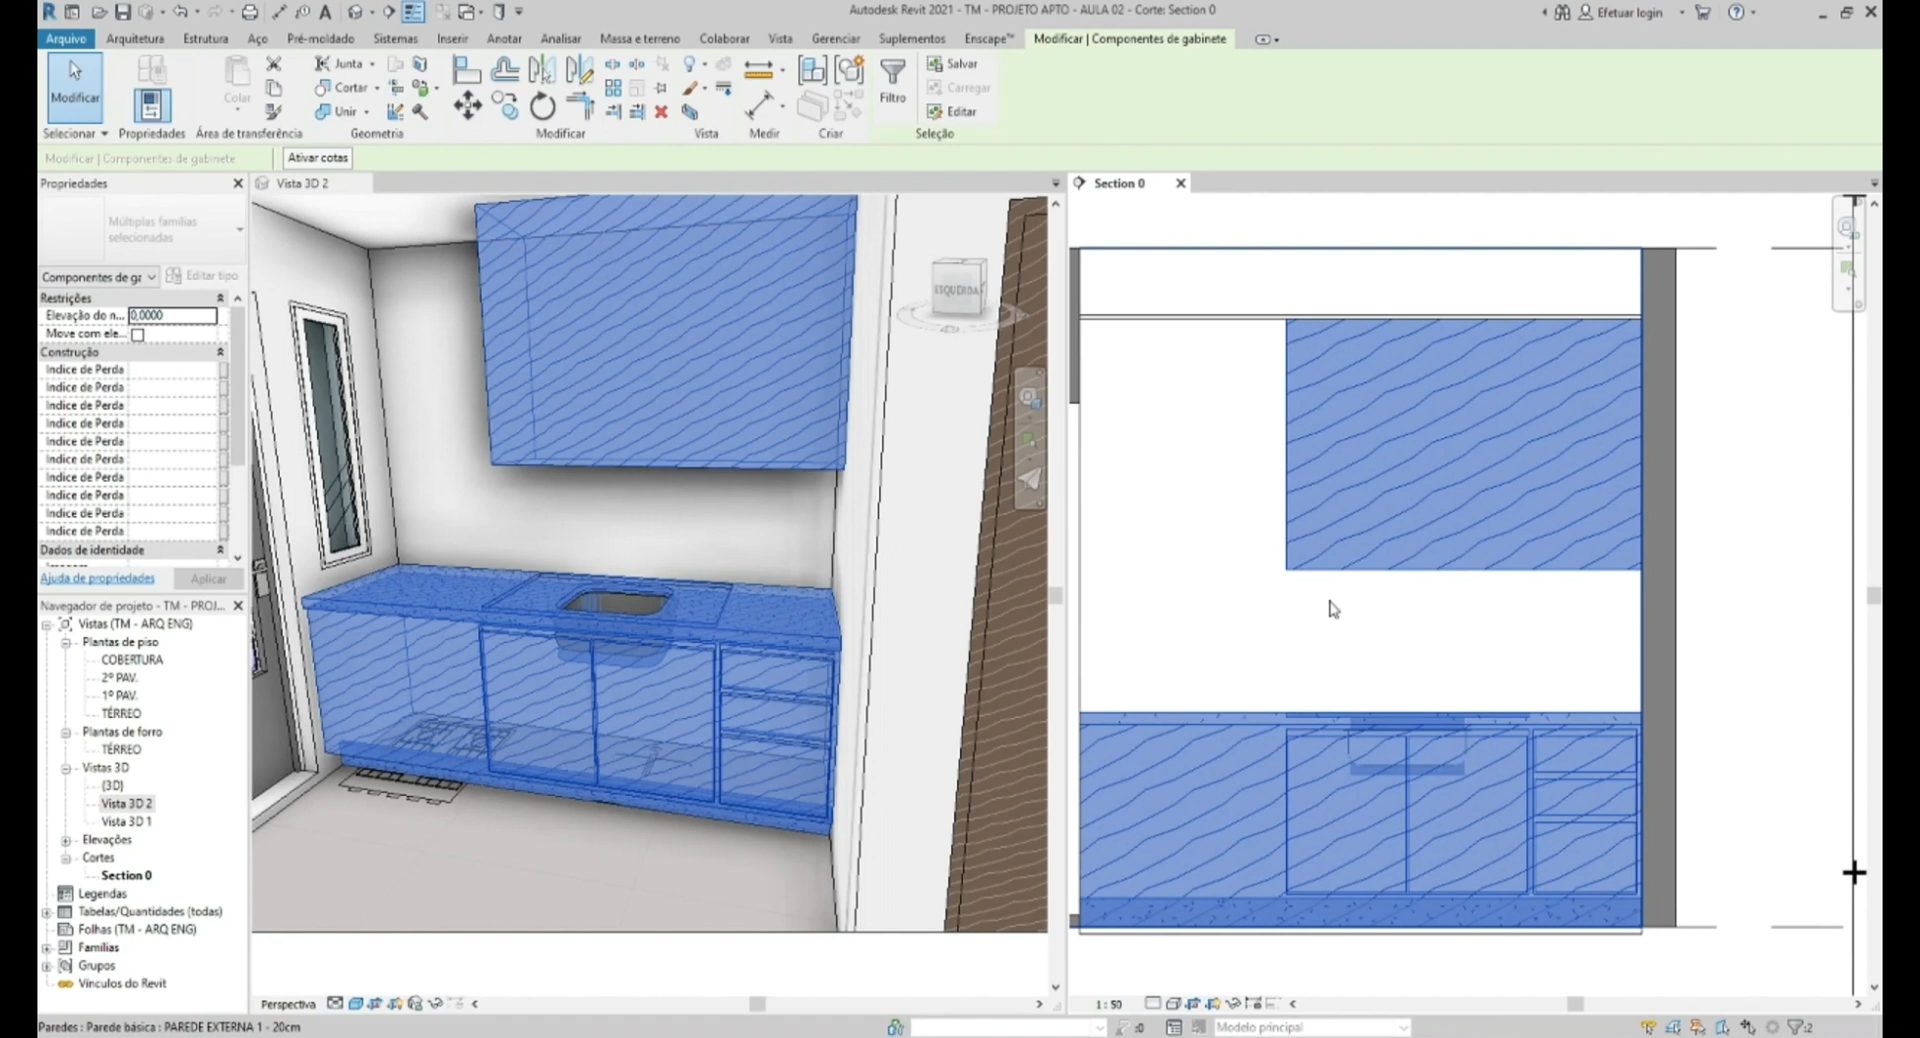 Autodesk Revit 2021 - TM - PROJETO APTO - AULA 02 - Corte: Section 0
Efetuar login
Arquivo Arquitetura Estrutura Aço Pré-moldado Sistemas Inserir Anotar Analisar Massa e terreno Colaborar Vista Gerenciar Suplementos Enscape™ Modificar | Componentes de gabinete
Modificar
Colar
Junta
Cortar
Unir
Filtro
Salvar
Carregar
Editar
Selecionar Propriedades Área de transferência Geometria Modificar Vista Medir Criar Seleção
Modificar | Componentes de gabinete
Ativar cotas
Propriedades
Múltiplas famílias
selecionadas
Componentes de ga
Editar tipo
Restrições
Elevação do n... 0,0000
Move com ele...
Construção
Indice de Perda
Indice de Perda
Indice de Perda
Indice de Perda
Indice de Perda
Indice de Perda
Indice de Perda
Indice de Perda
Indice de Perda
Indice de Perda
Dados de identidade
Ajuda de propriedades
Aplicar
Navegador de projeto - TM - PROJ...
Vistas (TM - ARQ ENG)
Plantas de piso
COBERTURA
2º PAV.
1º PAV.
TÉRREO
Plantas de forro
TÉRREO
Vistas 3D
{3D}
Vista 3D 2
Vista 3D 1
Elevações
Cortes
Section 0
Legendas
Tabelas/Quantidades (todas)
Folhas (TM - ARQ ENG)
Famílias
Grupos
Vínculos do Revit
Vista 3D 2
ESQUERDA
Perspectiva
Section 0
1 : 50
Paredes : Parede básica : PAREDE EXTERNA 1 - 20cm
:0
Modelo principal
:2